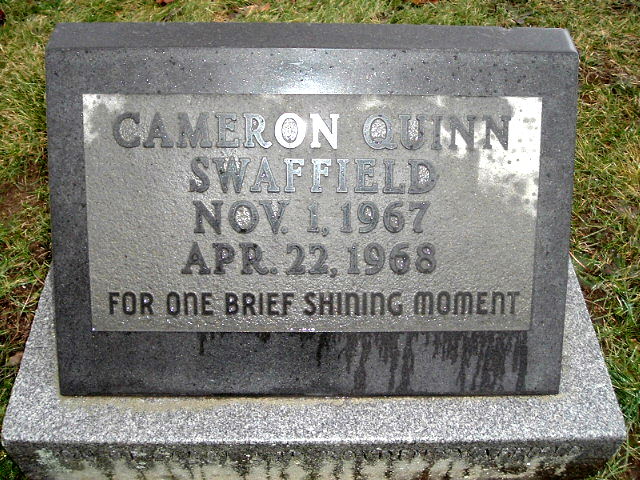 CAMERON QUINN
SWAFFIELD
NOV. 1, 1967
APR. 22, 1968
FOR ONE BRIEF SHINING MOMENT